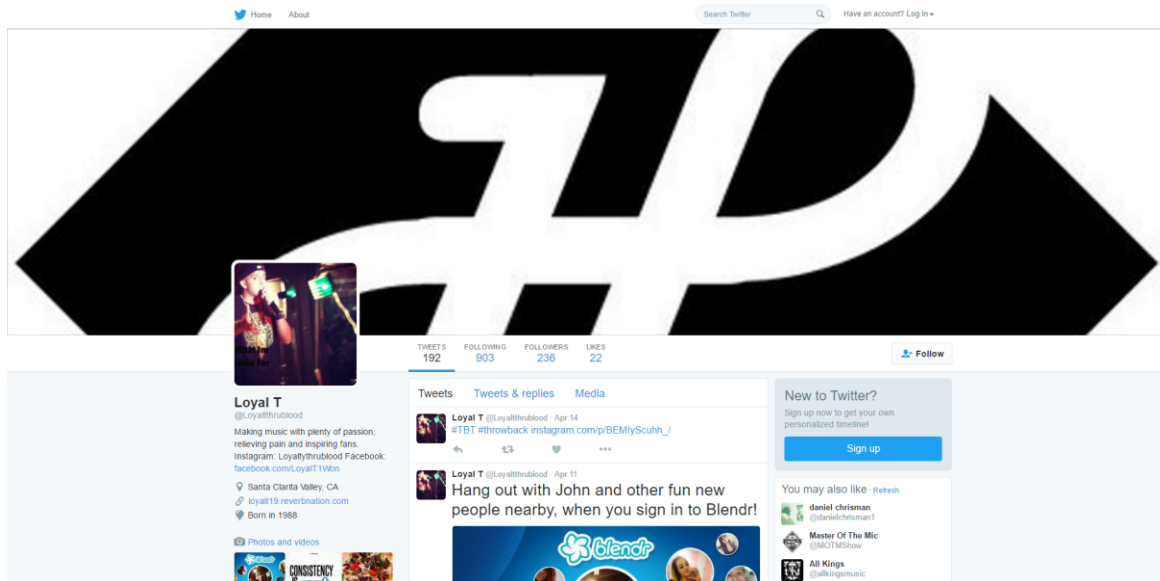 Home About
Search Twitter
Have an account? Log in
TWEETS FOLLOWING FOLLOWERS LIKES
192 903 236 22
Follow
Loyal T
@Loyaltthrublood
Making music with plenty of passion,
relieving pain and inspiring fans.
Instagram: Loyaltythrublood Facebook:
facebook.com/LoyalT1Won
Santa Clarita Valley, CA
loyalt19.reverbnation.com
Born in 1988
Photos and videos
blendr
CONSISTENCY
IS
Tweets Tweets & replies Media
Loyal T @Loyaltthrublood · Apr 14
#TBT #throwback instagram.com/p/BEMlyScuhh_/
Loyal T @Loyaltthrublood · Apr 11
Hang out with John and other fun new
people nearby, when you sign in to Blendr!
blendr
New to Twitter?
Sign up now to get your own
personalized timeline!
Sign up
You may also like · Refresh
daniel chrisman
@danielchrisman1
Master Of The Mic
@MOTMShow
All Kings
@allkingsmusic